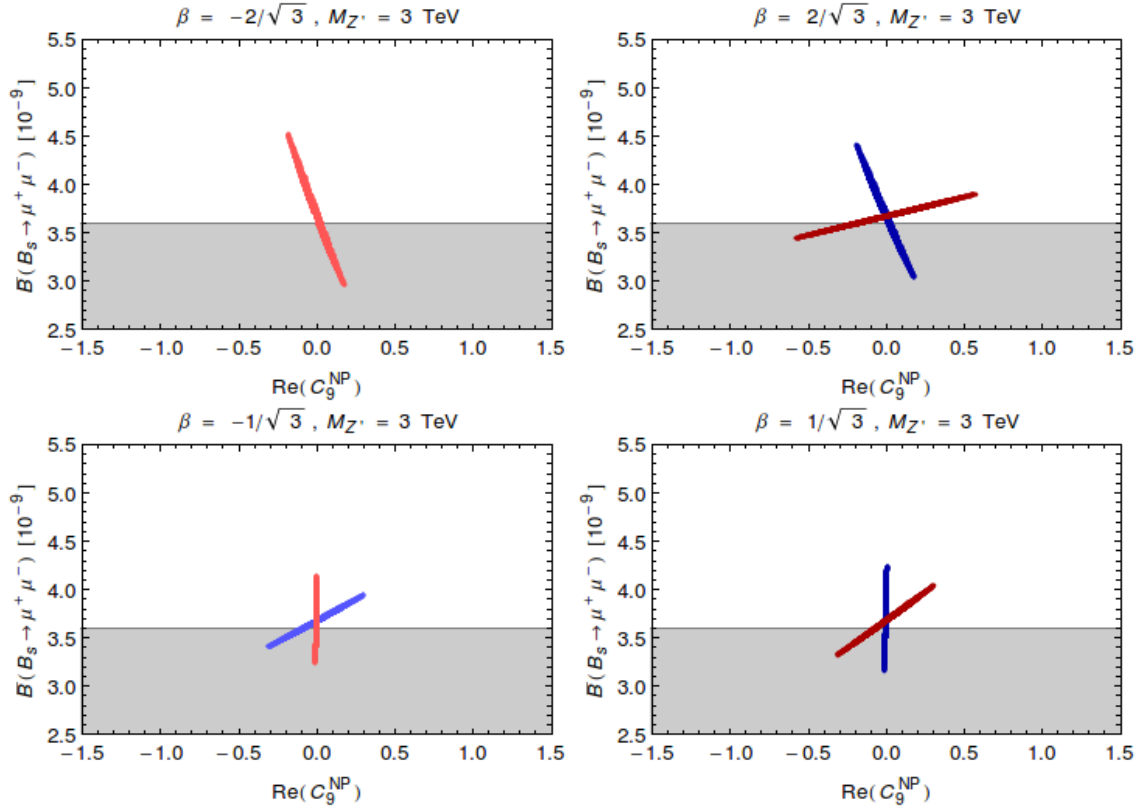 β = −2/√3 , M_Z' = 3 TeV
B̄(B_s → μ⁺ μ⁻) [10⁻⁹]
5.5
5.0
4.5
4.0
3.5
3.0
2.5
−1.5 −1.0 −0.5 0.0 0.5 1.0 1.5
Re(C₉^NP)
β = 2/√3 , M_Z' = 3 TeV
B̄(B_s → μ⁺ μ⁻) [10⁻⁹]
5.5
5.0
4.5
4.0
3.5
3.0
2.5
−1.5 −1.0 −0.5 0.0 0.5 1.0 1.5
Re(C₉^NP)
β = −1/√3 , M_Z' = 3 TeV
B̄(B_s → μ⁺ μ⁻) [10⁻⁹]
5.5
5.0
4.5
4.0
3.5
3.0
2.5
−1.5 −1.0 −0.5 0.0 0.5 1.0 1.5
Re(C₉^NP)
β = 1/√3 , M_Z' = 3 TeV
B̄(B_s → μ⁺ μ⁻) [10⁻⁹]
5.5
5.0
4.5
4.0
3.5
3.0
2.5
−1.5 −1.0 −0.5 0.0 0.5 1.0 1.5
Re(C₉^NP)